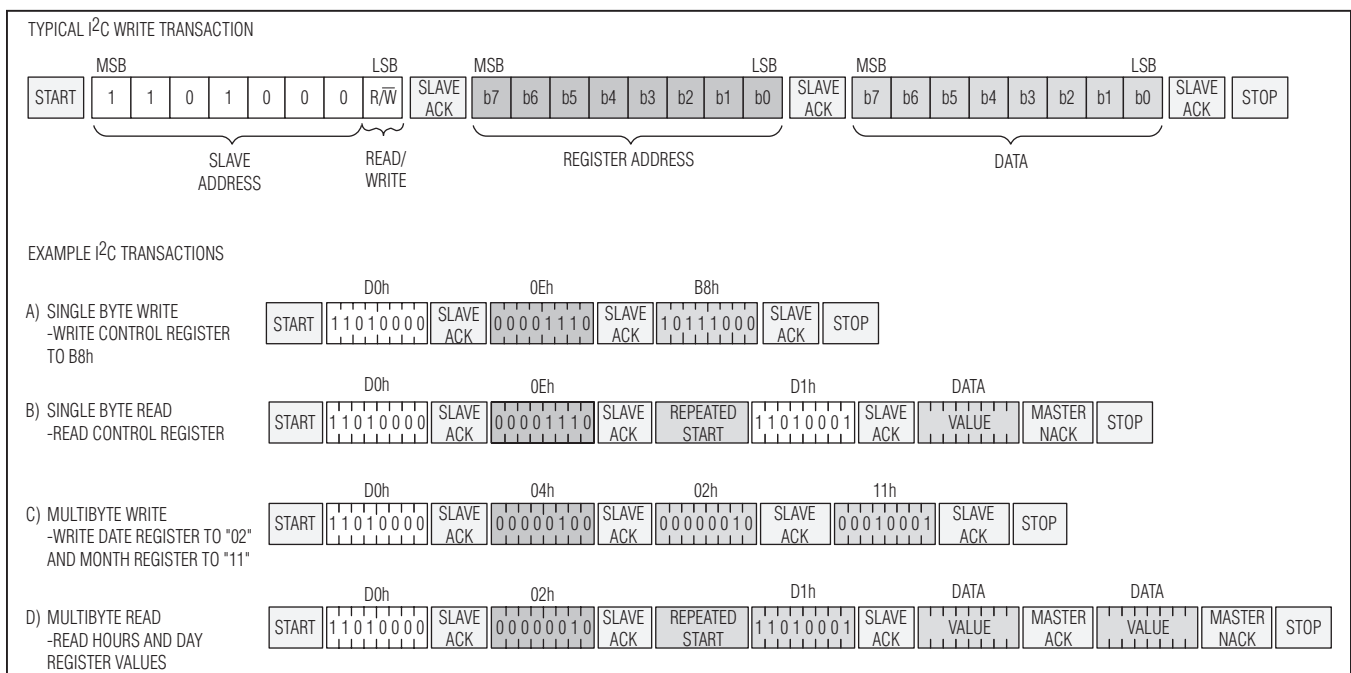 TYPICAL I2C WRITE TRANSACTION
MSB LSB MSB LSB MSB LSB
START 1 1 0 1 0 0 0 R/W̅ SLAVE ACK b7 b6 b5 b4 b3 b2 b1 b0 SLAVE ACK b7 b6 b5 b4 b3 b2 b1 b0 SLAVE ACK STOP
SLAVE ADDRESS READ/WRITE REGISTER ADDRESS DATA
EXAMPLE I2C TRANSACTIONS
D0h 0Eh B8h
A) SINGLE BYTE WRITE
-WRITE CONTROL REGISTER
TO B8h
START 11010000 SLAVE ACK 00001110 SLAVE ACK 10111000 SLAVE ACK STOP
D0h 0Eh D1h DATA
B) SINGLE BYTE READ
-READ CONTROL REGISTER
START 11010000 SLAVE ACK 00001110 SLAVE ACK REPEATED START 11010001 SLAVE ACK VALUE MASTER NACK STOP
D0h 04h 02h 11h
C) MULTIBYTE WRITE
-WRITE DATE REGISTER TO "02"
AND MONTH REGISTER TO "11"
START 11010000 SLAVE ACK 00000100 SLAVE ACK 00000010 SLAVE ACK 00010001 SLAVE ACK STOP
D0h 02h D1h DATA DATA
D) MULTIBYTE READ
-READ HOURS AND DAY
REGISTER VALUES
START 11010000 SLAVE ACK 00000010 SLAVE ACK REPEATED START 11010001 SLAVE ACK VALUE MASTER ACK VALUE MASTER NACK STOP